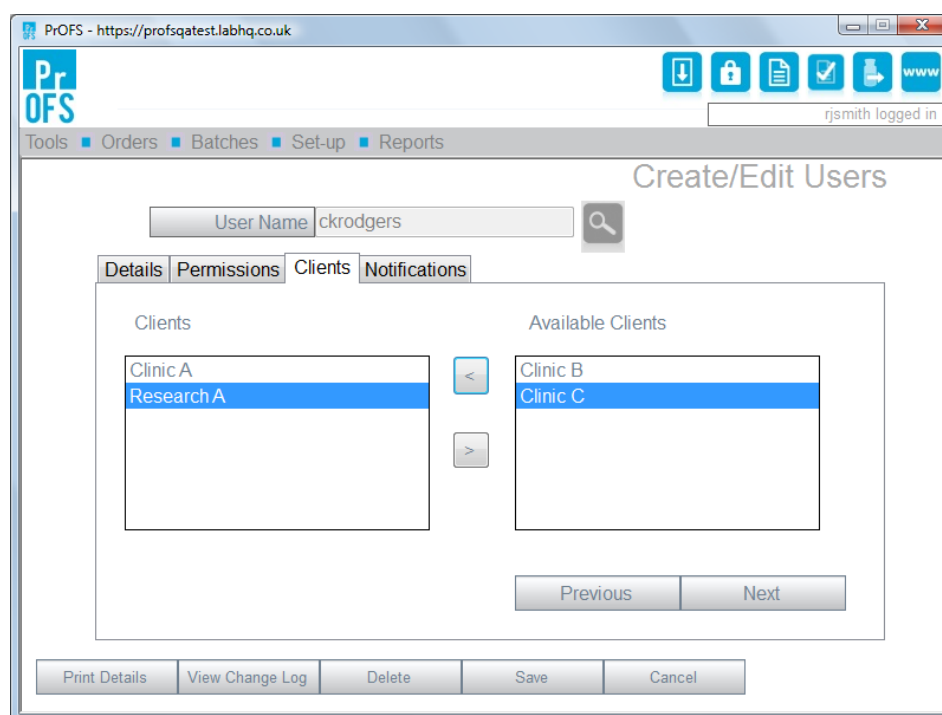 PrOFS - https://profsqatest.labhq.co.uk
Pr
OFS
www
rjsmith logged in
Tools Orders Batches Set-up Reports
Create/Edit Users
User Name ckrodgers
Details Permissions Clients Notifications
Clients Available Clients
Clinic A Clinic B
Research A Clinic C
<
>
Previous Next
Print Details View Change Log Delete Save Cancel